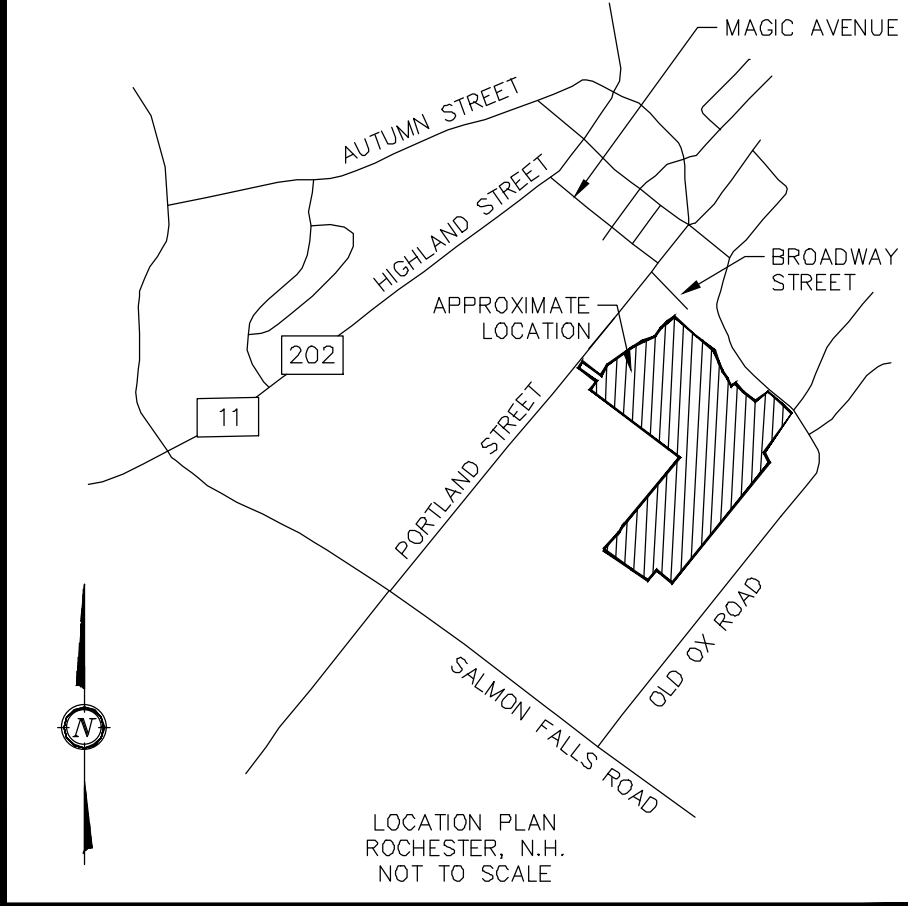 MAGIC AVENUE
AUTUMN STREET
HIGHLAND STREET
BROADWAY
STREET
APPROXIMATE
LOCATION
202
11
PORTLAND STREET
OLD OX ROAD
SALMON FALLS ROAD
N
LOCATION PLAN
ROCHESTER, N.H.
NOT TO SCALE